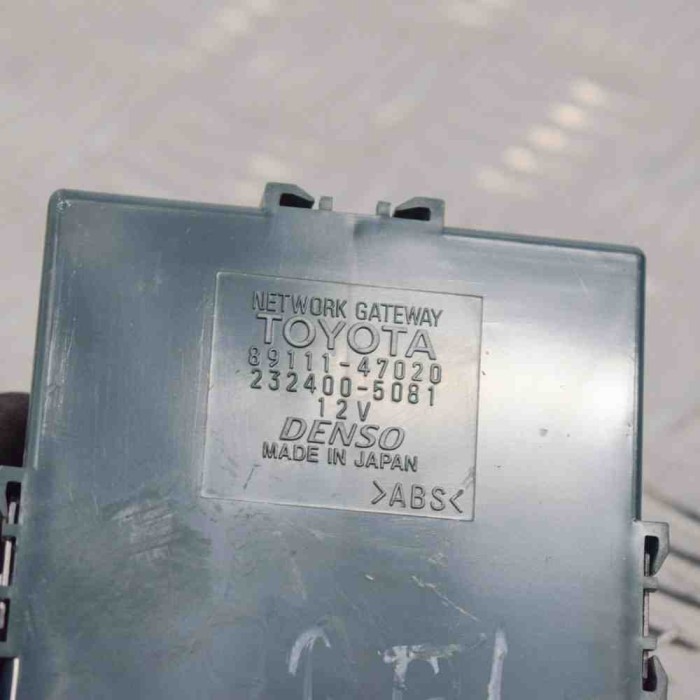 NETWORK GATEWAY
TOYOTA
89111-47020
232400-5081
12V
DENSO
MADE IN JAPAN
>ABS<